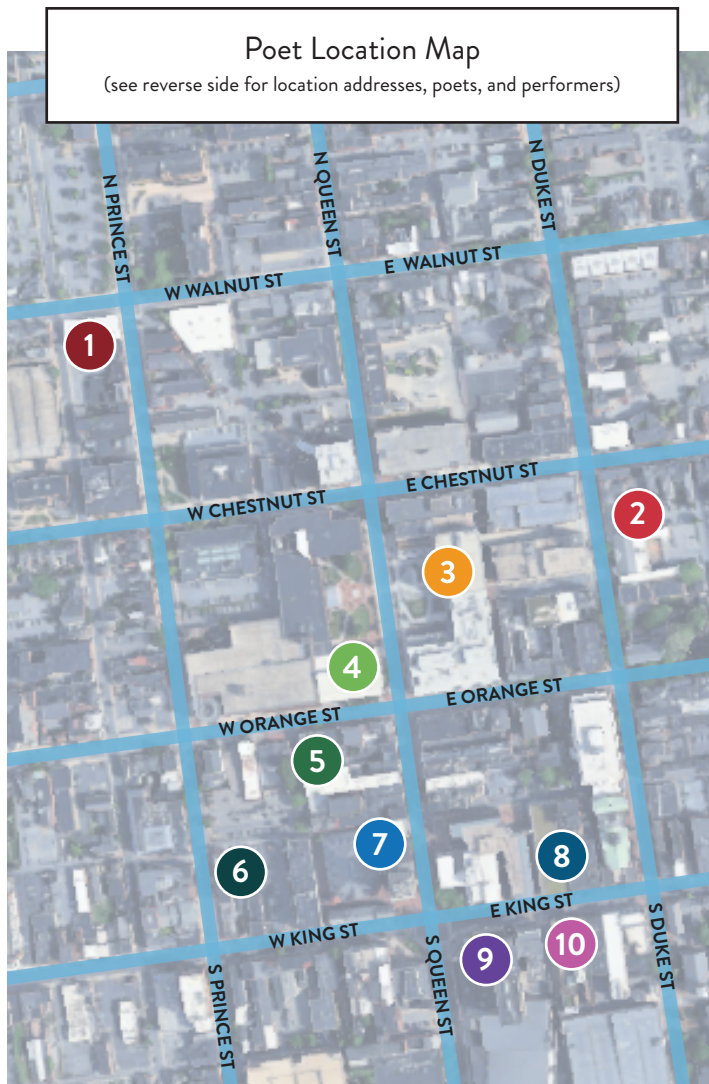 Poet Location Map
(see reverse side for location addresses, poets, and performers)
N PRINCE ST
N QUEEN ST
N DUKE ST
W WALNUT ST
E WALNUT ST
1
W CHESTNUT ST
E CHESTNUT ST
2
3
4
W ORANGE ST
E ORANGE ST
5
6
7
8
W KING ST
E KING ST
9
10
S PRINCE ST
S QUEEN ST
S DUKE ST